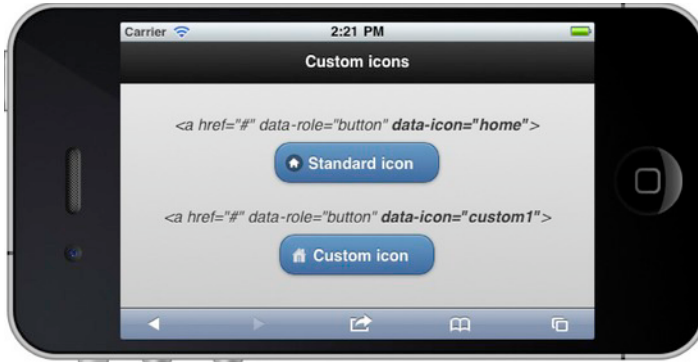 Carrier 2:21 PM
Custom icons
<a href="#" data-role="button" data-icon="home">
Standard icon
<a href="#" data-role="button" data-icon="custom1">
Custom icon